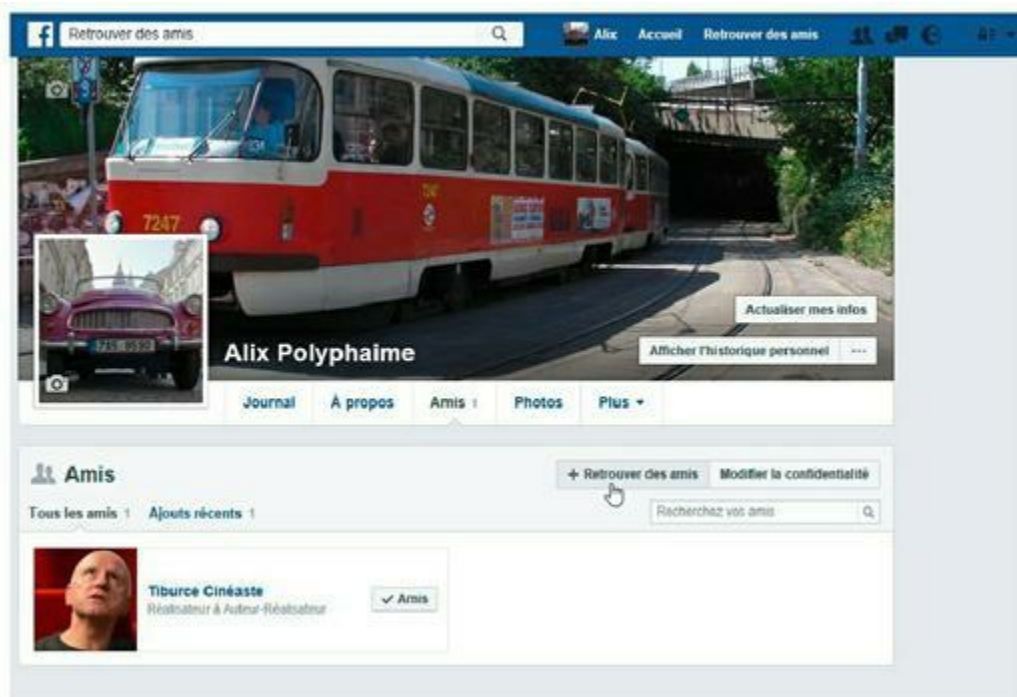 f Retrouver des amis Alix Accueil Retrouver des amis
7247
Actualiser mes infos
Alix Polyphaime
Afficher l'historique personnel ...
Journal À propos Amis 1 Photos Plus
Amis
+ Retrouver des amis Modifier la confidentialité
Tous les amis 1 Ajouts récents 1 Recherchez vos amis
Tiburce Cinéaste
Réalisateur à Auteur-Réalisateur
Amis